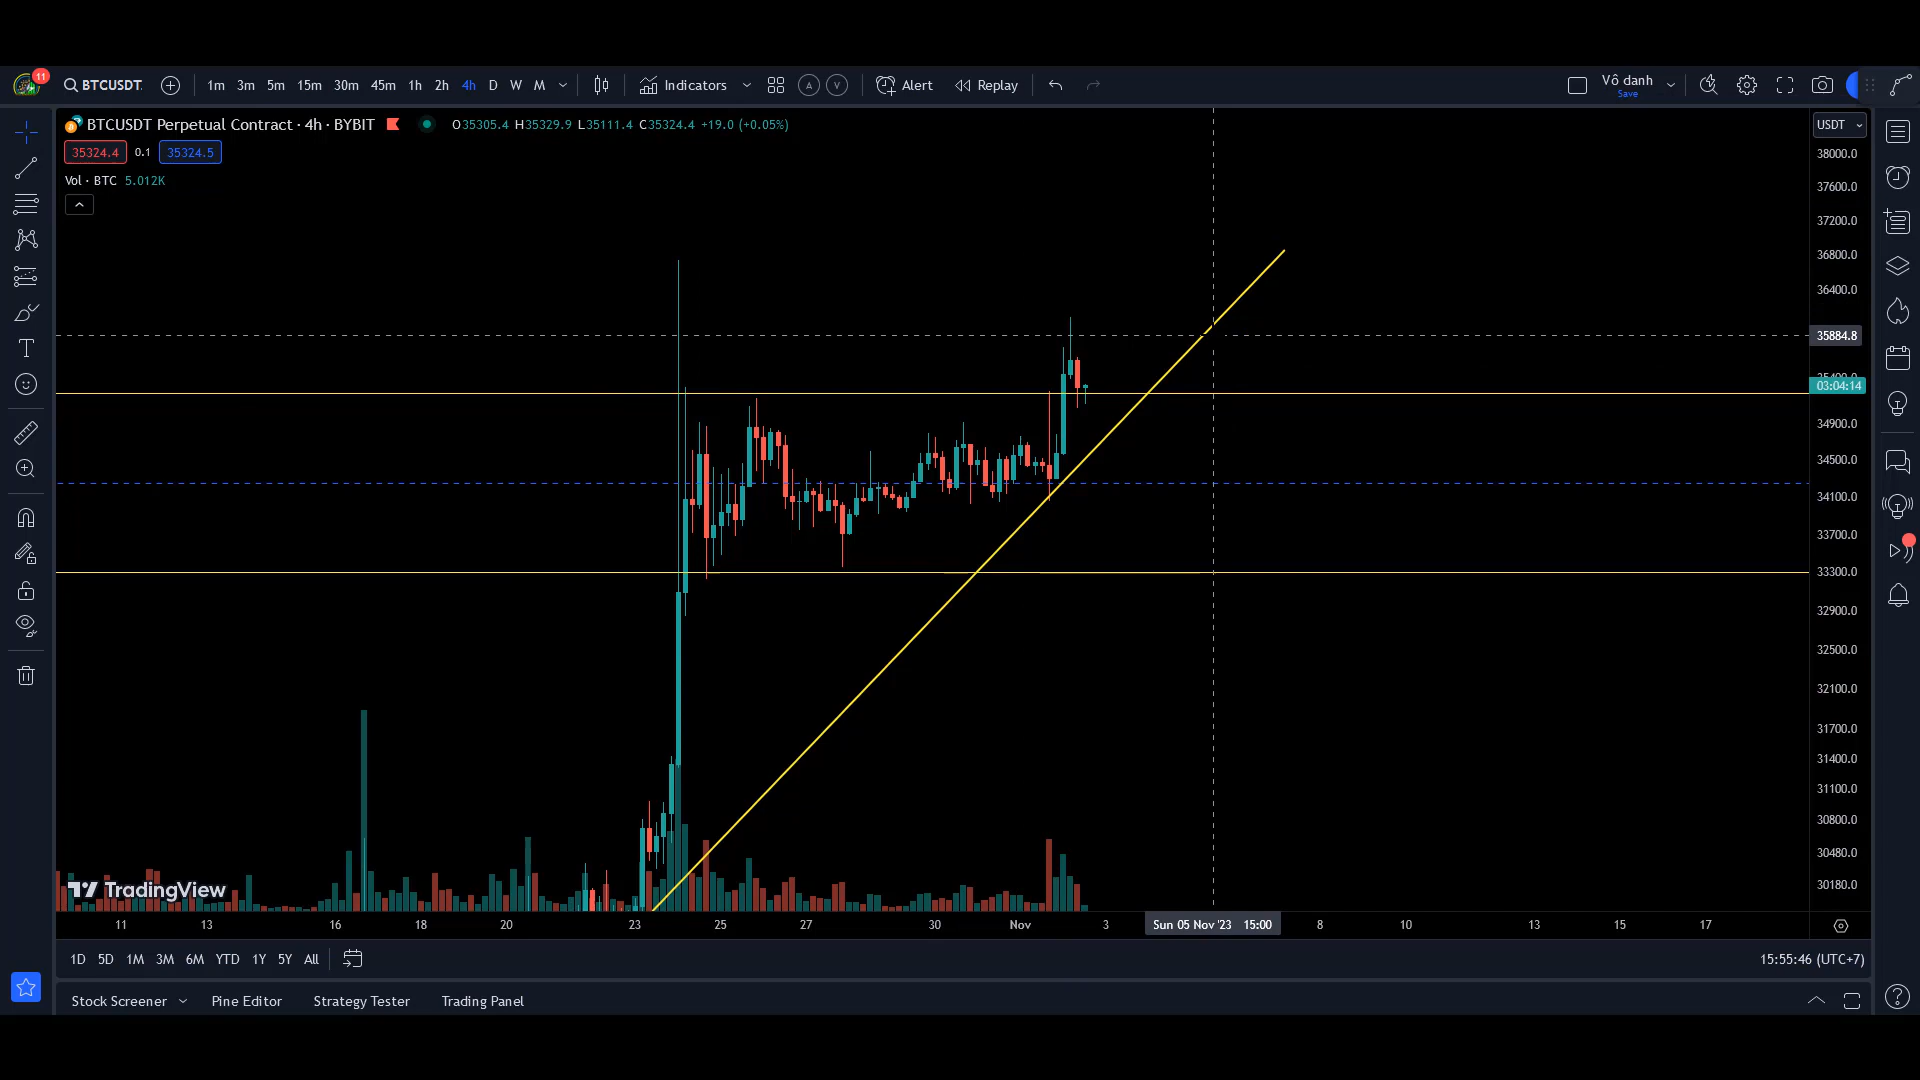 11
BTCUSDT.
1m 3m 5m 15m 30m 45m 1h 2h 4h D W M
Indicators
A V
Alert
Replay
Vô danh
Save
BTCUSDT Perpetual Contract · 4h · BYBIT
O35305.4 H35329.9 L35111.4 C35324.4 +19.0 (+0.05%)
35324.4 0.1 35324.5
Vol · BTC 5.012K
USDT
38000.0
37600.0
37200.0
36800.0
36400.0
35884.8
35400.0
03:04:14
34900.0
34500.0
34100.0
33700.0
33300.0
32900.0
32500.0
32100.0
31700.0
31400.0
31100.0
30800.0
30480.0
30180.0
TradingView
11 13 16 18 20 23 25 27 30 Nov 3 Sun 05 Nov '23 15:00 8 10 13 15 17
1D 5D 1M 3M 6M YTD 1Y 5Y All
15:55:46 (UTC+7)
Stock Screener Pine Editor Strategy Tester Trading Panel